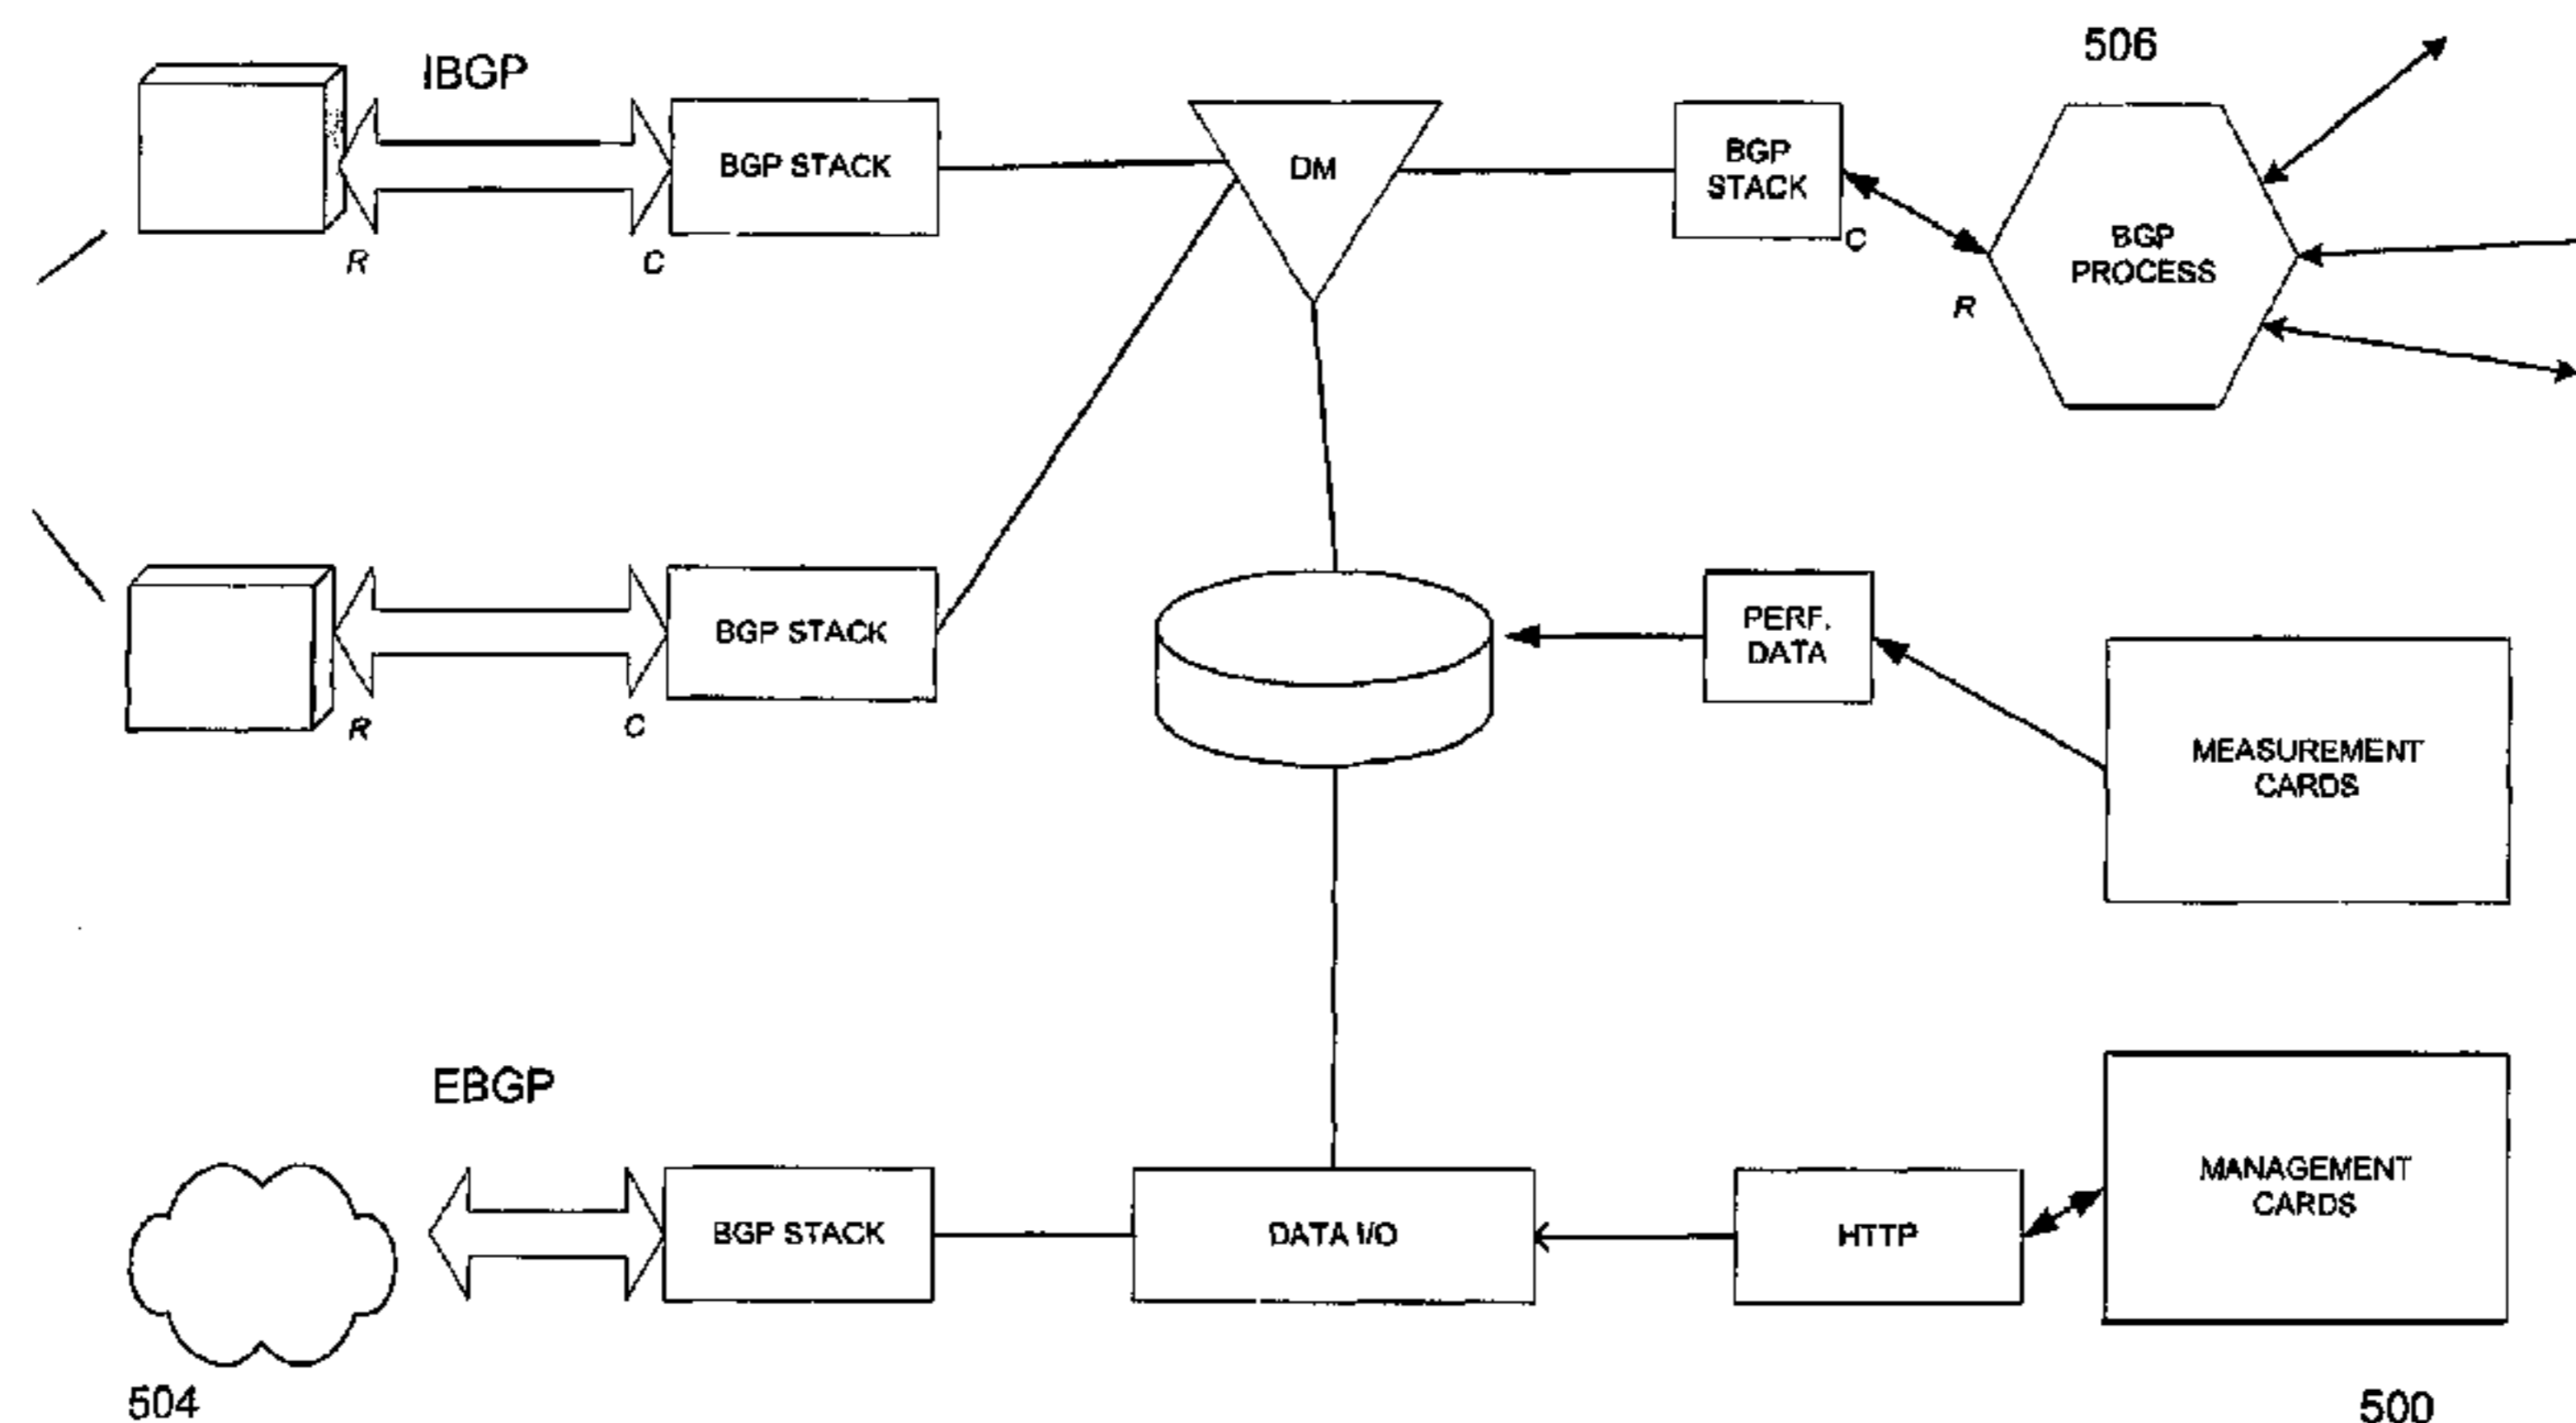 506
IBGP
BGP STACK
DM
BGP
STACK
BGP
PROCESS
R
C
C
R
BGP STACK
PERF.
DATA
R
C
MEASUREMENT
CARDS
EBGP
BGP STACK
DATA I/O
HTTP
MANAGEMENT
CARDS
504
500